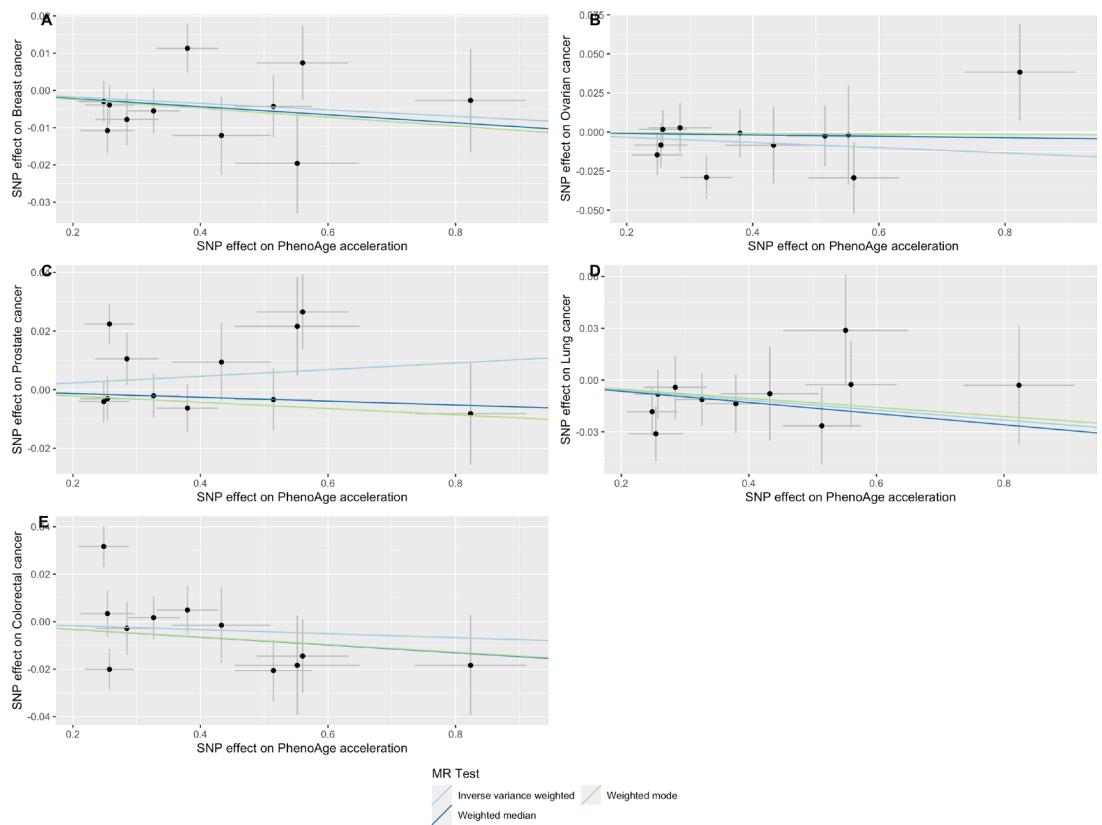 A
0.02
0.01
0.00
-0.01
-0.02
-0.03
SNP effect on Breast cancer
0.2
0.4
0.6
0.8
SNP effect on PhenoAge acceleration
B
0.075
0.050
0.025
0.000
-0.025
-0.050
SNP effect on Ovarian cancer
0.2
0.4
0.6
0.8
SNP effect on PhenoAge acceleration
C
0.02
0.00
-0.02
SNP effect on Prostate cancer
0.2
0.4
0.6
0.8
SNP effect on PhenoAge acceleration
D
0.03
0.00
-0.03
SNP effect on Lung cancer
0.2
0.4
0.6
0.8
SNP effect on PhenoAge acceleration
E
0.02
0.00
-0.02
-0.04
SNP effect on Colorectal cancer
0.2
0.4
0.6
0.8
SNP effect on PhenoAge acceleration
MR Test
Inverse variance weighted
Weighted mode
Weighted median